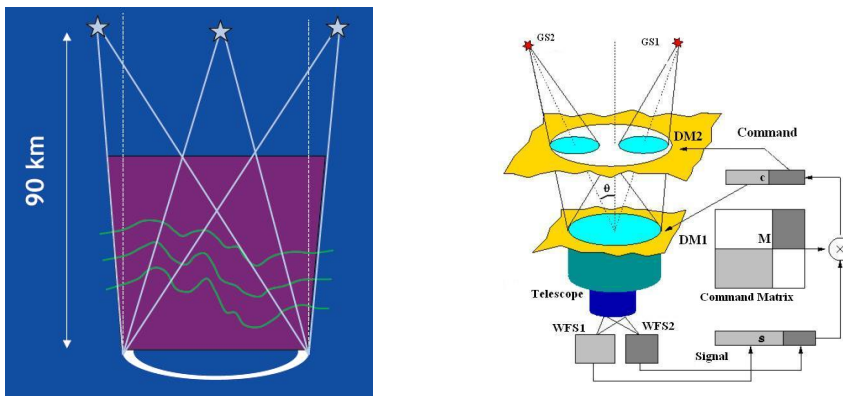 90 km
GS2
GS1
DM2
Command
c
θ
M
DM1
Telescope
Command Matrix
WFS1
WFS2
s
Signal